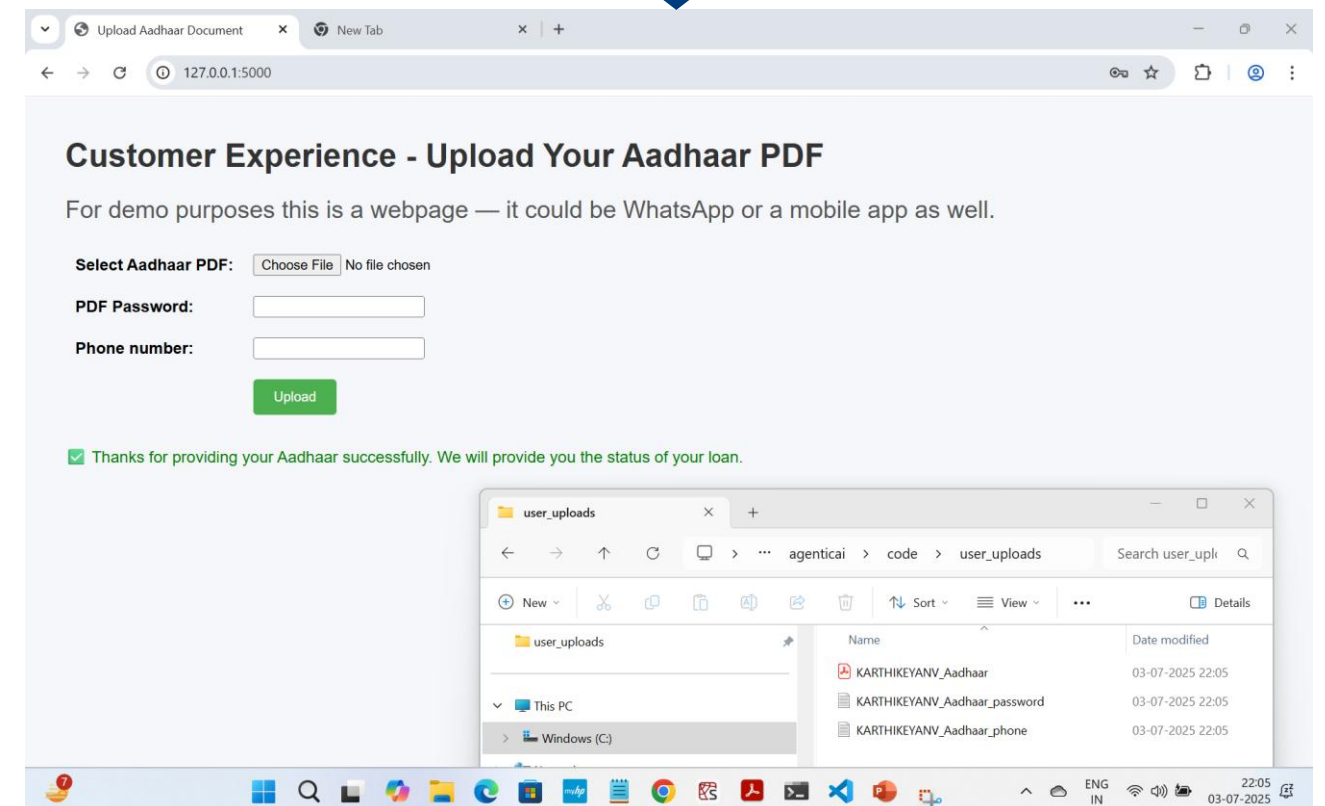 Upload Aadhaar Document
New Tab
127.0.0.1:5000
Customer Experience - Upload Your Aadhaar PDF
For demo purposes this is a webpage — it could be WhatsApp or a mobile app as well.
Select Aadhaar PDF: Choose File No file chosen
PDF Password:
Phone number:
Upload
Thanks for providing your Aadhaar successfully. We will provide you the status of your loan.
user_uploads
... agenticai > code > user_uploads Search user_upl
New Sort View ... Details
user_uploads Name Date modified
KARTHIKEYANV_Aadhaar 03-07-2025 22:05
This PC KARTHIKEYANV_Aadhaar_password 03-07-2025 22:05
Windows (C:) KARTHIKEYANV_Aadhaar_phone 03-07-2025 22:05
7 ENG 22:05
IN 03-07-2025